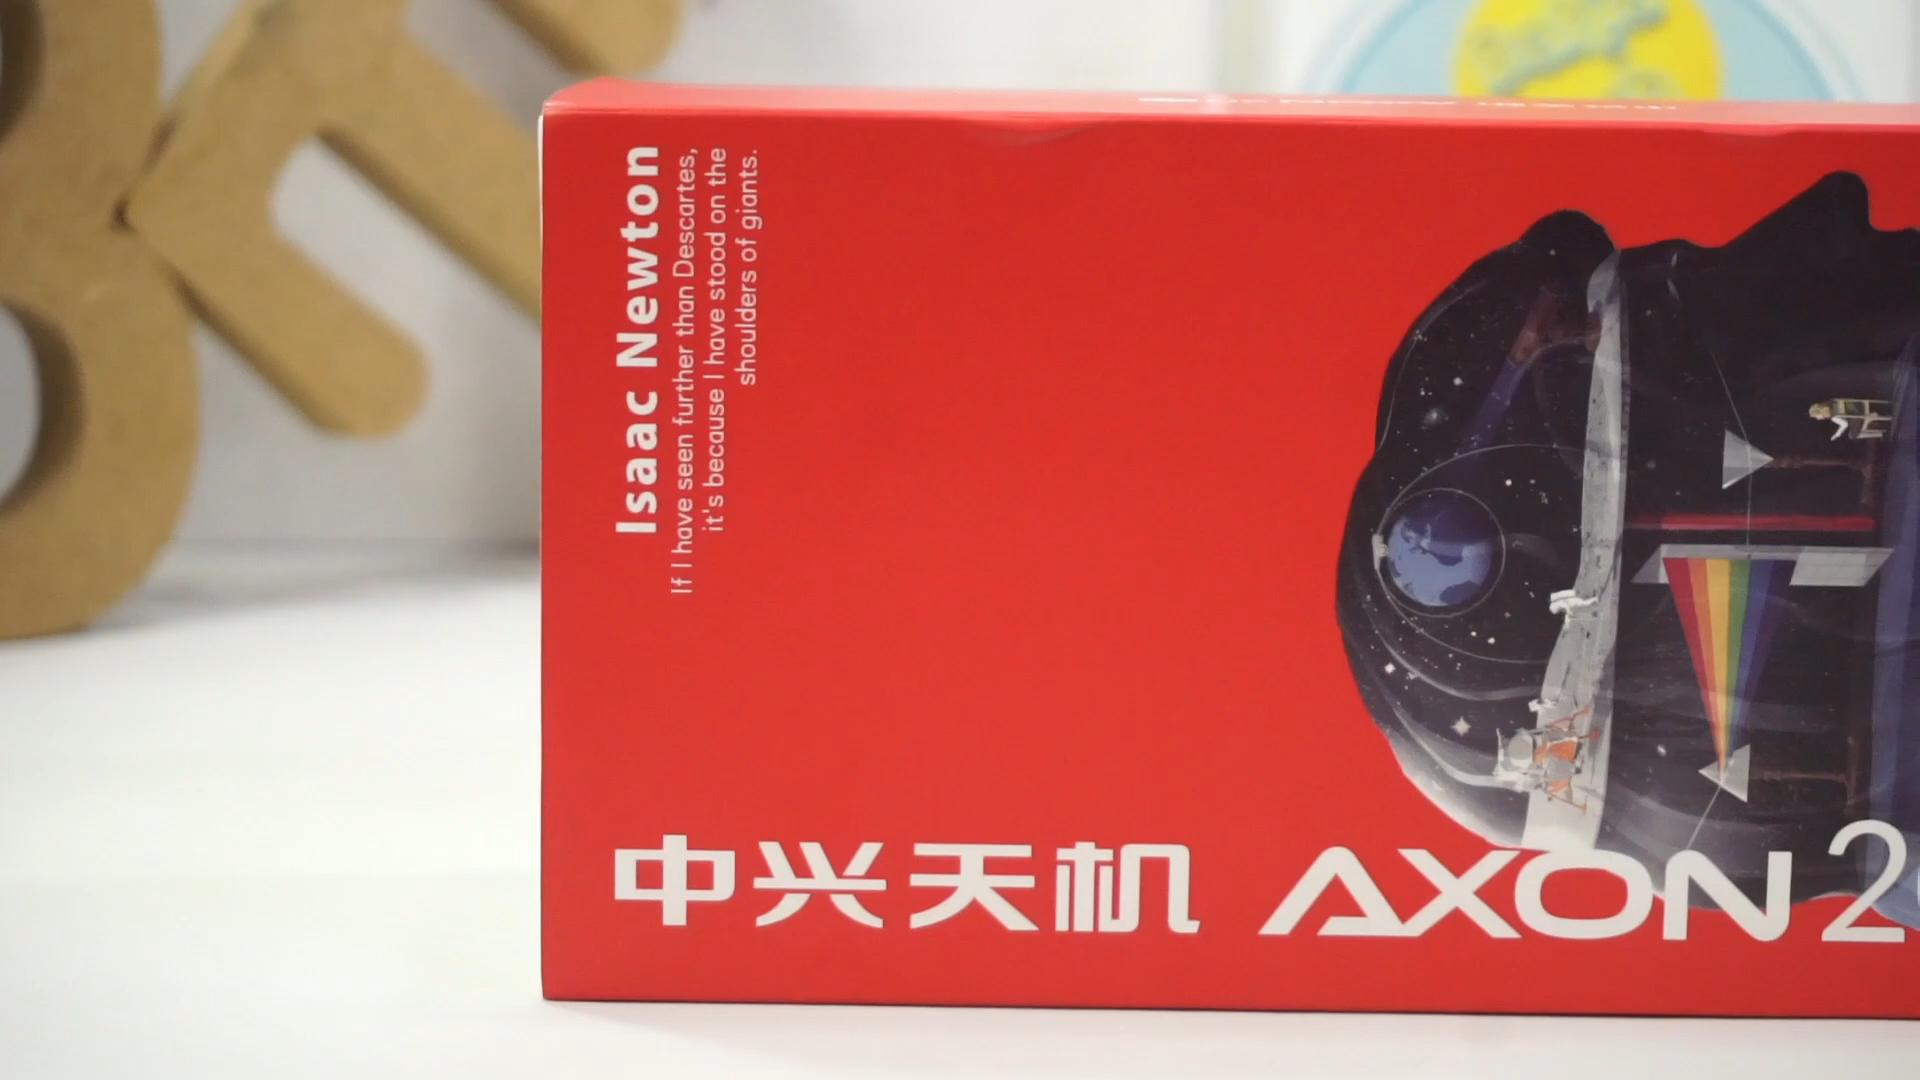 Isaac Newton
If I have seen further than Descartes,
it's because I have stood on the
shoulders of giants.
中兴天机 AXON 2